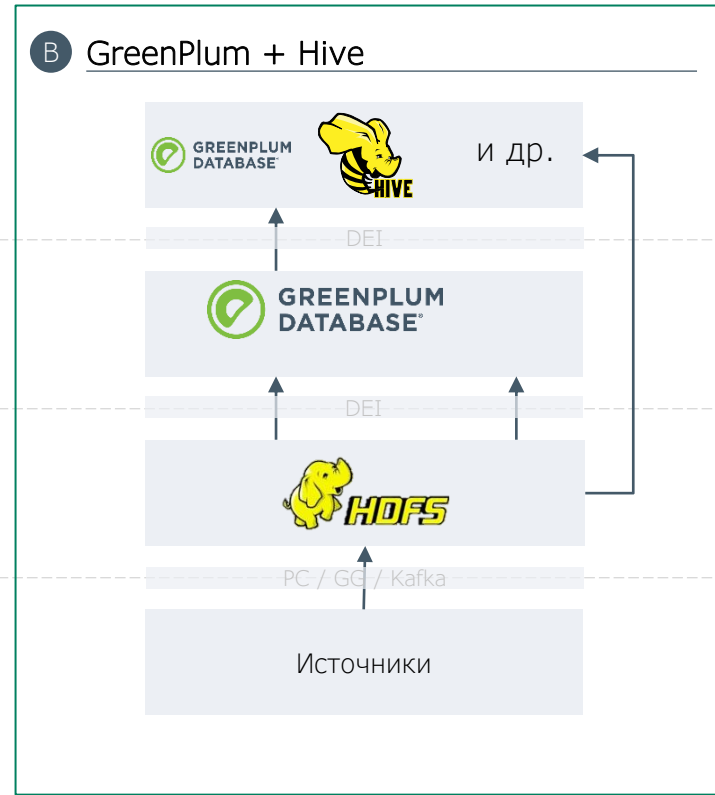 B GreenPlum + Hive
GREENPLUM
DATABASE®
HIVE
и др.
DEI
GREENPLUM
DATABASE®
DEI
HDFS
PC / GG / Kafka
Источники